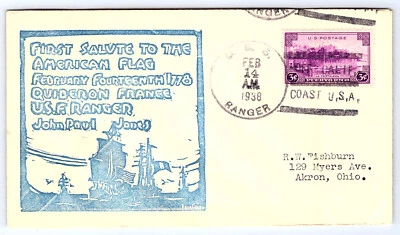 FIRST SALUTE TO THE
AMERICAN FLAG
FEBRUARY FOURTEENTH 1778
QUIBERON FRANCE
U.S.F. RANGER
John Paul Jones
RANGER
U.S.S.
FEB
14
AM
1938
RANGER
COAST U.S.A.
U.S. POSTAGE
3¢ 3¢
R.W.Fishburn
129 Myers Ave.
Akron, Ohio.